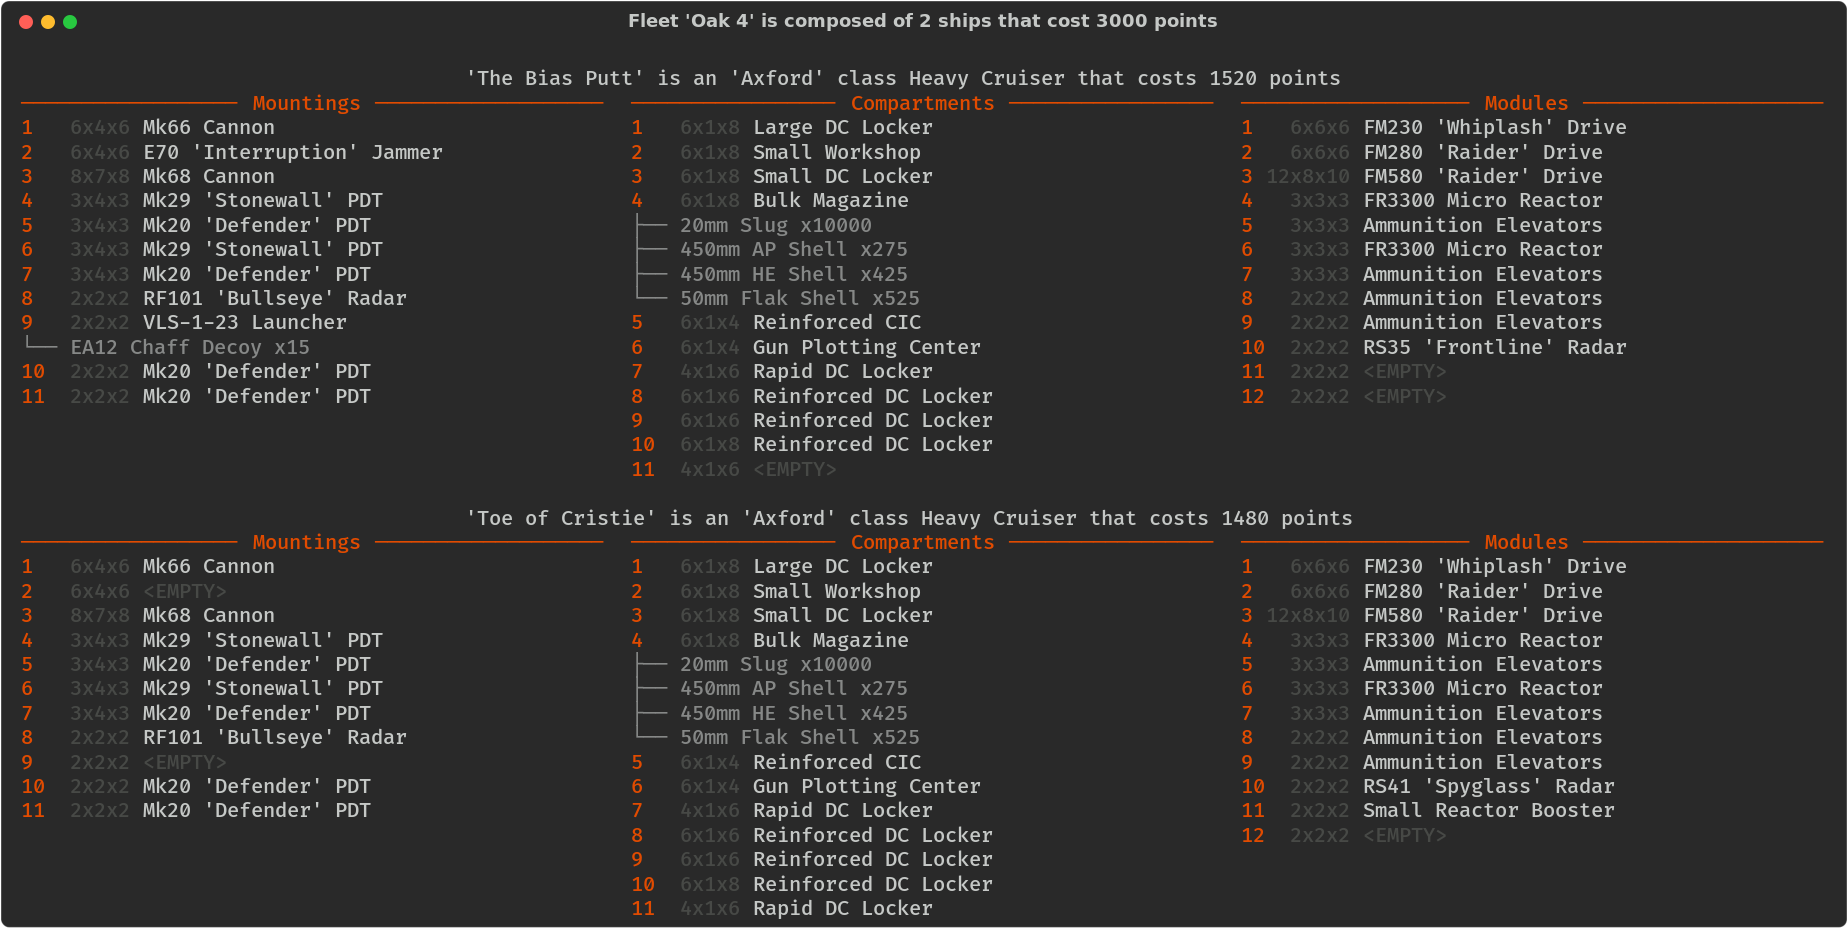 Fleet 'Oak 4' is composed of 2 ships that cost 3000 points
'The Bias Putt' is an 'Axford' class Heavy Cruiser that costs 1520 points
Mountings
1 6x4x6 Mk66 Cannon
2 6x4x6 E70 'Interruption' Jammer
3 8x7x8 Mk68 Cannon
4 3x4x3 Mk29 'Stonewall' PDT
5 3x4x3 Mk20 'Defender' PDT
6 3x4x3 Mk29 'Stonewall' PDT
7 3x4x3 Mk20 'Defender' PDT
8 2x2x2 RF101 'Bullseye' Radar
9 2x2x2 VLS-1-23 Launcher
└── EA12 Chaff Decoy x15
10 2x2x2 Mk20 'Defender' PDT
11 2x2x2 Mk20 'Defender' PDT
Compartments
1 6x1x8 Large DC Locker
2 6x1x8 Small Workshop
3 6x1x8 Small DC Locker
4 6x1x8 Bulk Magazine
├── 20mm Slug x10000
├── 450mm AP Shell x275
├── 450mm HE Shell x425
└── 50mm Flak Shell x525
5 6x1x4 Reinforced CIC
6 6x1x4 Gun Plotting Center
7 4x1x6 Rapid DC Locker
8 6x1x6 Reinforced DC Locker
9 6x1x6 Reinforced DC Locker
10 6x1x8 Reinforced DC Locker
11 4x1x6 <EMPTY>
Modules
1 6x6x6 FM230 'Whiplash' Drive
2 6x6x6 FM280 'Raider' Drive
3 12x8x10 FM580 'Raider' Drive
4 3x3x3 FR3300 Micro Reactor
5 3x3x3 Ammunition Elevators
6 3x3x3 FR3300 Micro Reactor
7 3x3x3 Ammunition Elevators
8 2x2x2 Ammunition Elevators
9 2x2x2 Ammunition Elevators
10 2x2x2 RS35 'Frontline' Radar
11 2x2x2 <EMPTY>
12 2x2x2 <EMPTY>
'Toe of Cristie' is an 'Axford' class Heavy Cruiser that costs 1480 points
Mountings
1 6x4x6 Mk66 Cannon
2 6x4x6 <EMPTY>
3 8x7x8 Mk68 Cannon
4 3x4x3 Mk29 'Stonewall' PDT
5 3x4x3 Mk20 'Defender' PDT
6 3x4x3 Mk29 'Stonewall' PDT
7 3x4x3 Mk20 'Defender' PDT
8 2x2x2 RF101 'Bullseye' Radar
9 2x2x2 <EMPTY>
10 2x2x2 Mk20 'Defender' PDT
11 2x2x2 Mk20 'Defender' PDT
Compartments
1 6x1x8 Large DC Locker
2 6x1x8 Small Workshop
3 6x1x8 Small DC Locker
4 6x1x8 Bulk Magazine
├── 20mm Slug x10000
├── 450mm AP Shell x275
├── 450mm HE Shell x425
└── 50mm Flak Shell x525
5 6x1x4 Reinforced CIC
6 6x1x4 Gun Plotting Center
7 4x1x6 Rapid DC Locker
8 6x1x6 Reinforced DC Locker
9 6x1x6 Reinforced DC Locker
10 6x1x8 Reinforced DC Locker
11 4x1x6 Rapid DC Locker
Modules
1 6x6x6 FM230 'Whiplash' Drive
2 6x6x6 FM280 'Raider' Drive
3 12x8x10 FM580 'Raider' Drive
4 3x3x3 FR3300 Micro Reactor
5 3x3x3 Ammunition Elevators
6 3x3x3 FR3300 Micro Reactor
7 3x3x3 Ammunition Elevators
8 2x2x2 Ammunition Elevators
9 2x2x2 Ammunition Elevators
10 2x2x2 RS41 'Spyglass' Radar
11 2x2x2 Small Reactor Booster
12 2x2x2 <EMPTY>